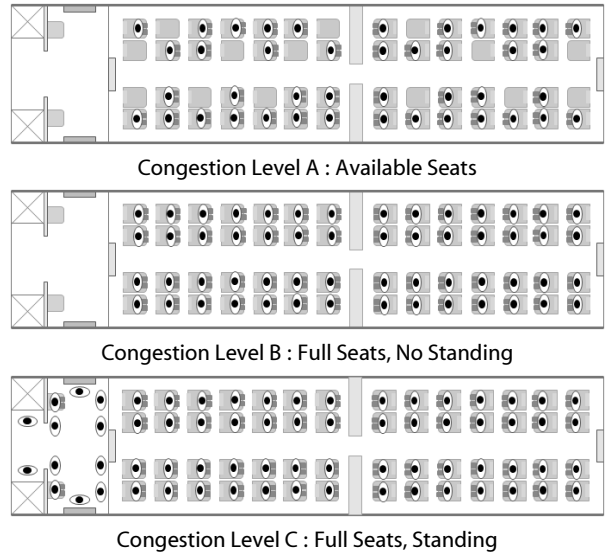 Congestion Level A : Available Seats
Congestion Level B : Full Seats, No Standing
Congestion Level C : Full Seats, Standing